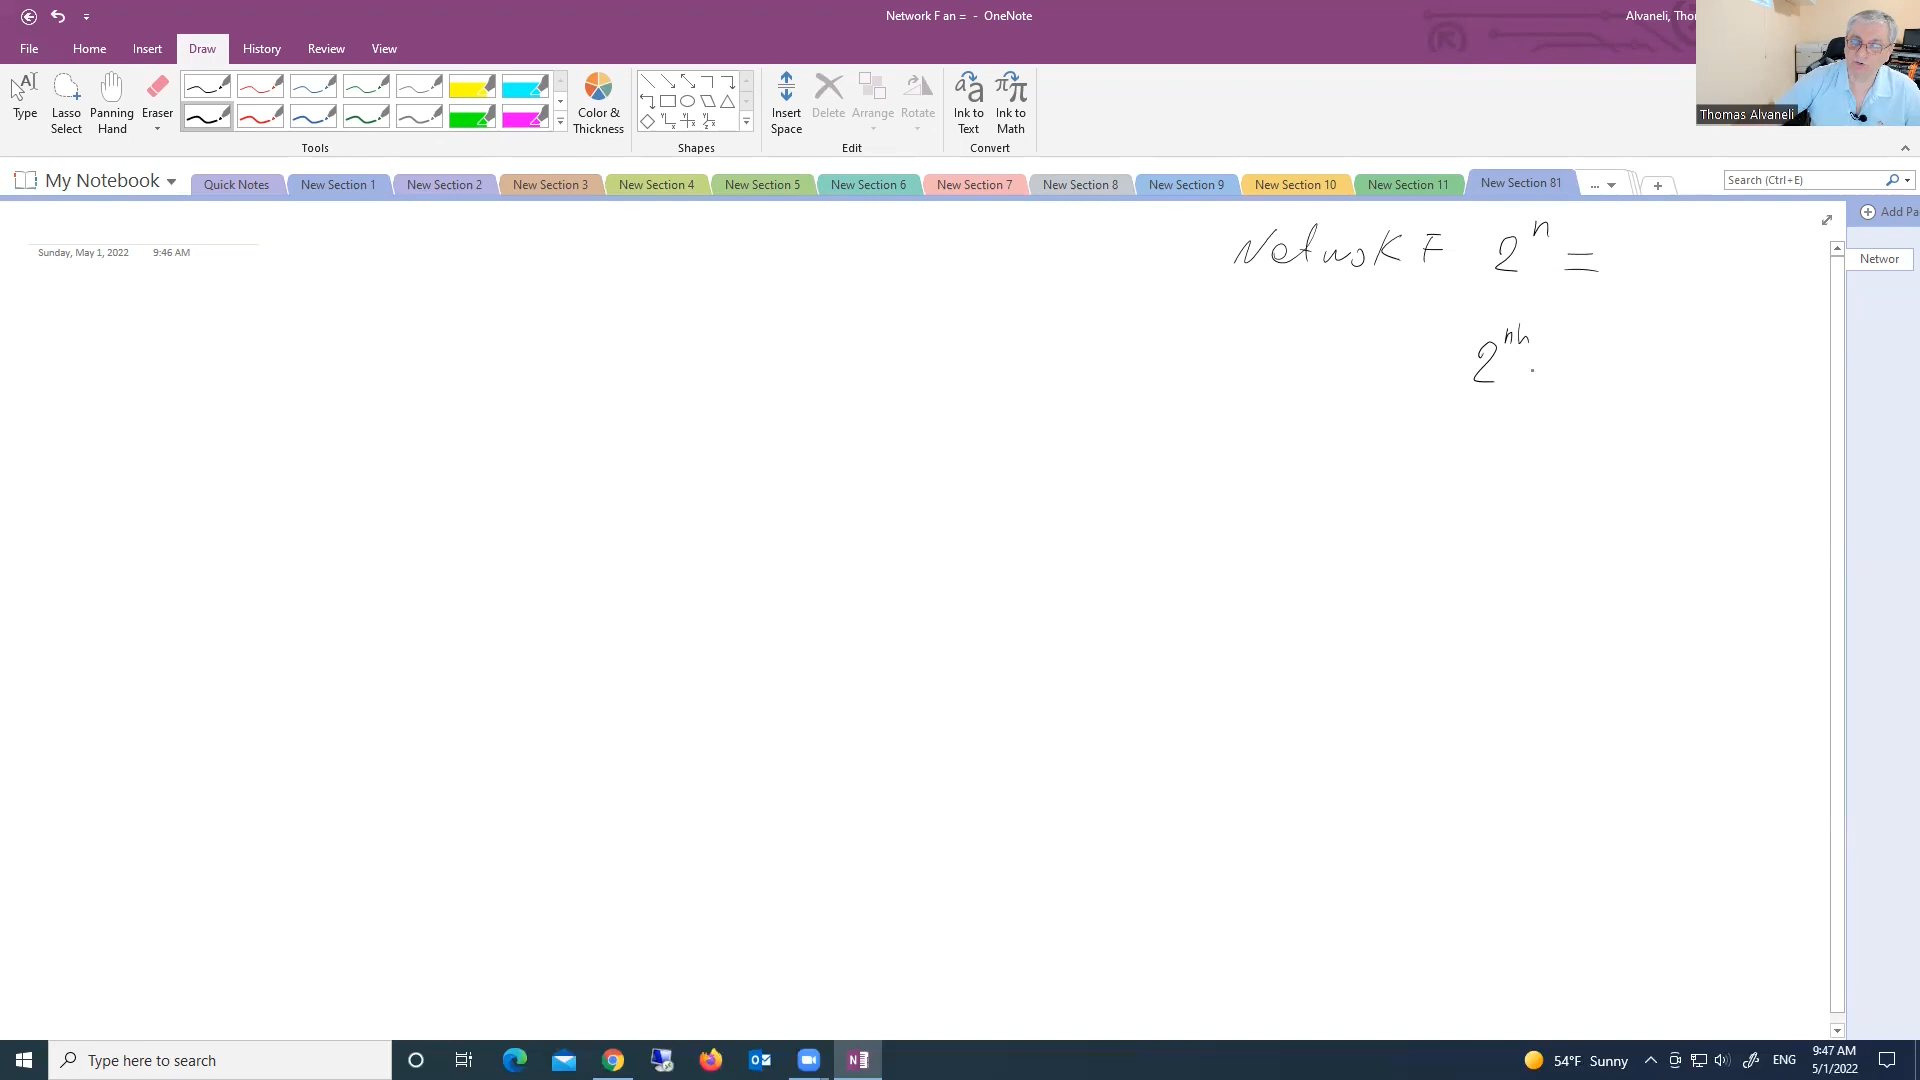 Network F an = - OneNote
Alvaneli, Tho
File Home Insert Draw History Review View
Type
Lasso Select
Panning Hand
Eraser
Color & Thickness
Insert Space
Delete
Arrange
Rotate
Ink to Text
Ink to Math
Tools
Shapes
Edit
Convert
Thomas Alvaneli
My Notebook
Quick Notes
New Section 1
New Section 2
New Section 3
New Section 4
New Section 5
New Section 6
New Section 7
New Section 8
New Section 9
New Section 10
New Section 11
New Section 81
...
Search (Ctrl+E)
Add Pa
Networ
Sunday, May 1, 2022 9:46 AM
Netwo K F 2^n =
2^nh
Type here to search
54°F Sunny
ENG
9:47 AM
5/1/2022